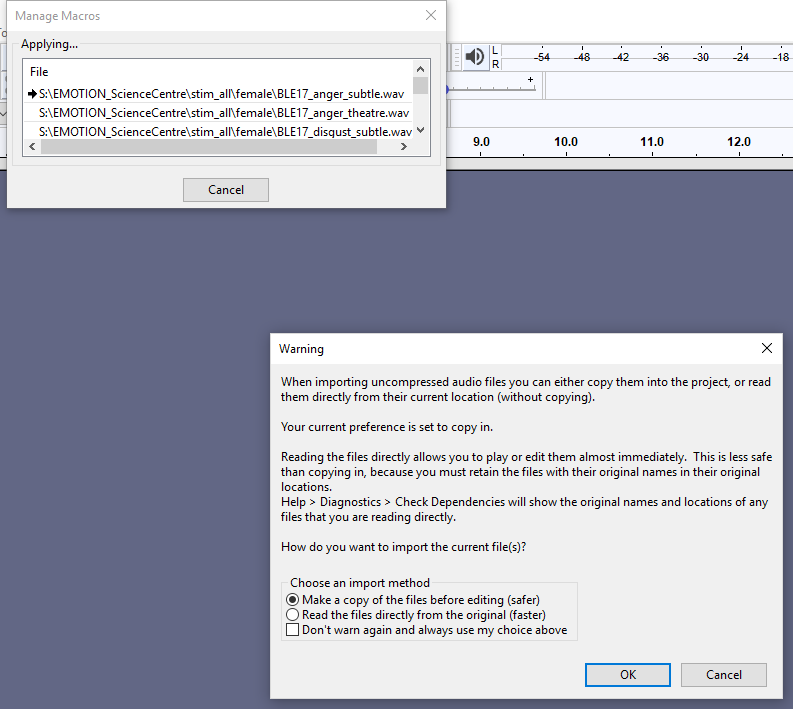 Manage Macros
Applying...
File
S:\EMOTION_ScienceCentre\stim_all\female\BLE17_anger_subtle.wav
S:\EMOTION_ScienceCentre\stim_all\female\BLE17_anger_theatre.wav
S:\EMOTION_ScienceCentre\stim_all\female\BLE17_disgust_subtle.wav
Cancel
L
R
-54 -48 -42 -36 -30 -24 -18
+
9.0 10.0 11.0 12.0
Warning
When importing uncompressed audio files you can either copy them into the project, or read
them directly from their current location (without copying).
Your current preference is set to copy in.
Reading the files directly allows you to play or edit them almost immediately.  This is less safe
than copying in, because you must retain the files with their original names in their original
locations.
Help > Diagnostics > Check Dependencies will show the original names and locations of any
files that you are reading directly.
How do you want to import the current file(s)?
Choose an import method
Make a copy of the files before editing (safer)
Read the files directly from the original (faster)
Don't warn again and always use my choice above
OK Cancel